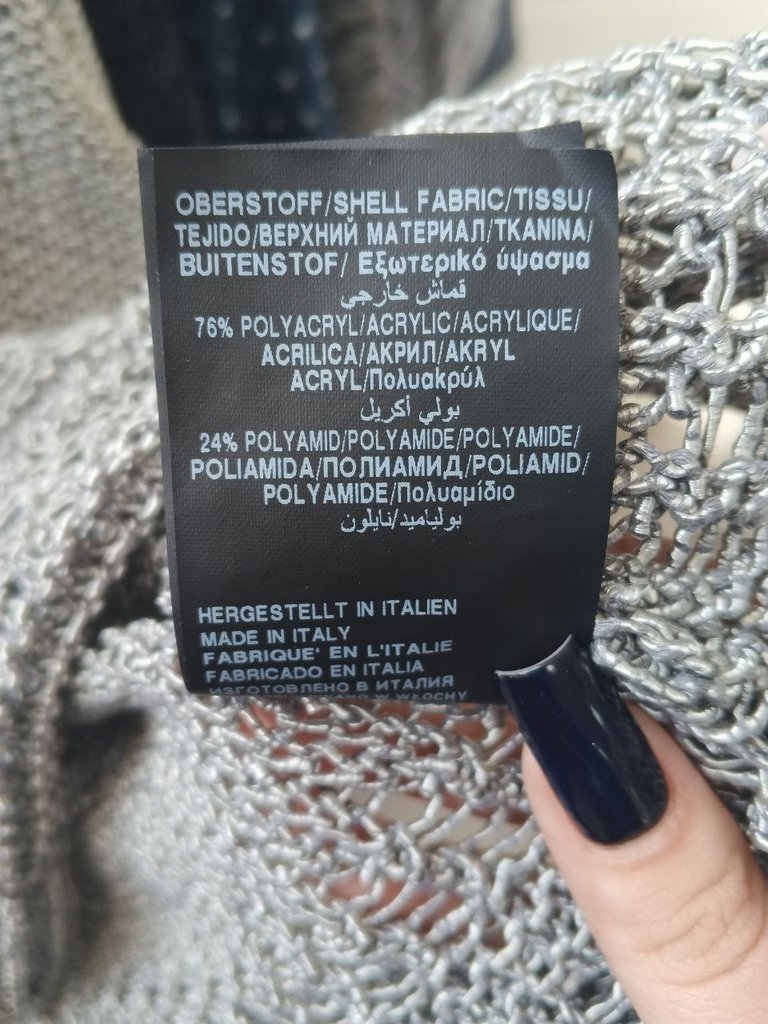 OBERSTOFF/SHELL FABRIC/TISSU/
TEJIDO/ВЕРХНИЙ МАТЕРИАЛ/TKANINA/
BUITENSTOF/ Εξωτερικό ύφασμα
قماش خارجي
76% POLYACRYL/ACRYLIC/ACRYLIQUE/
ACRILICA/АКРИЛ/AKRYL
ACRYL/Πολυακρύλ
بولي أكريل
24% POLYAMID/POLYAMIDE/POLYAMIDE/
POLIAMIDA/ПОЛИАМИД/POLIAMID/
POLYAMIDE/Πολυαμίδιο
بولياميد/نايلون
HERGESTELLT IN ITALIEN
MADE IN ITALY
FABRIQUE' EN L'ITALIE
FABRICADO EN ITALIA
ИЗГОТОВЛЕНО В ИТАЛИЯ
W WŁOCHY